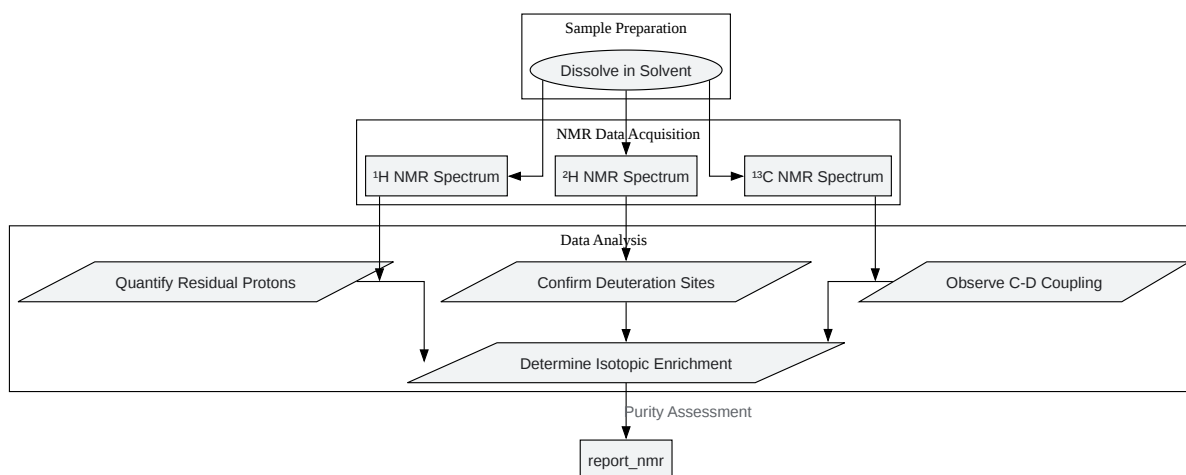 Sample Preparation
Dissolve in Solvent
NMR Data Acquisition
¹H NMR Spectrum
²H NMR Spectrum
¹³C NMR Spectrum
Data Analysis
Quantify Residual Protons
Confirm Deuteration Sites
Observe C-D Coupling
Determine Isotopic Enrichment
Purity Assessment
report_nmr